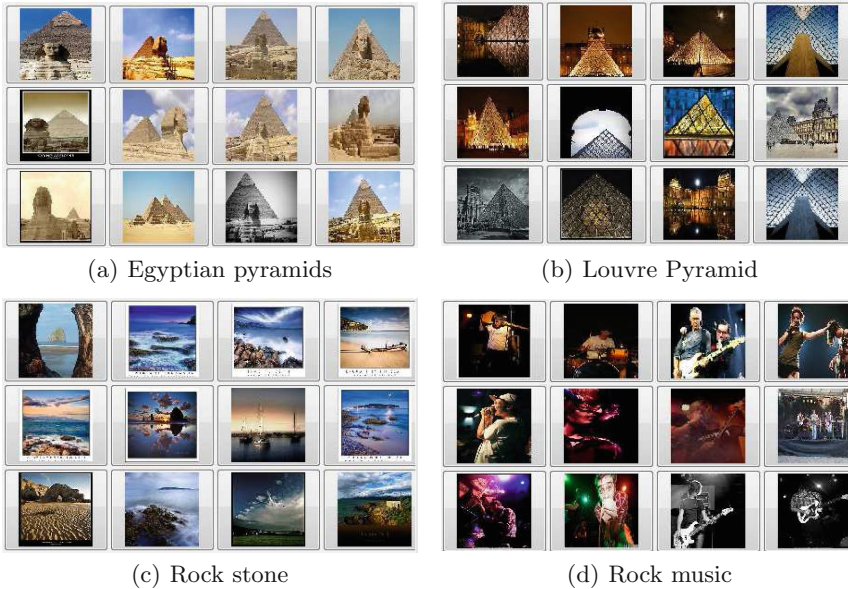 (a) Egyptian pyramids
(b) Louvre Pyramid
(c) Rock stone
(d) Rock music